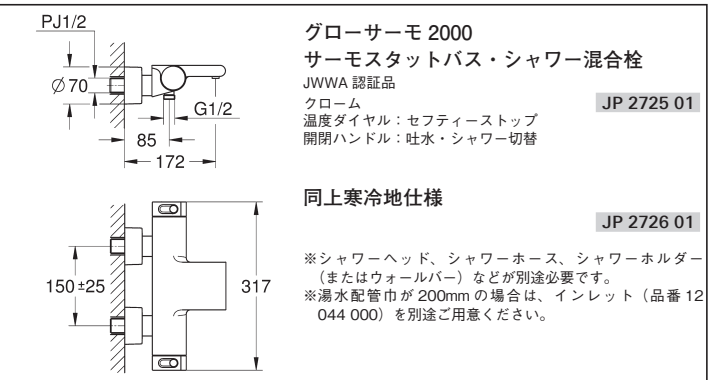 PJ1/2
∅70
G1/2
85
172
150 ±25
317
グローサーモ 2000
サーモスタットバス・シャワー混合栓
JWWA 認証品
クローム
JP 2725 01
温度ダイヤル：セフティーストップ
開閉ハンドル：吐水・シャワー切替
同上寒冷地仕様
JP 2726 01
※シャワーヘッド、シャワーホース、シャワーホルダー
（またはウォールバー）などが別途必要です。
※湯水配管巾が 200mm の場合は、インレット（品番 12
044 000）を別途ご用意ください。